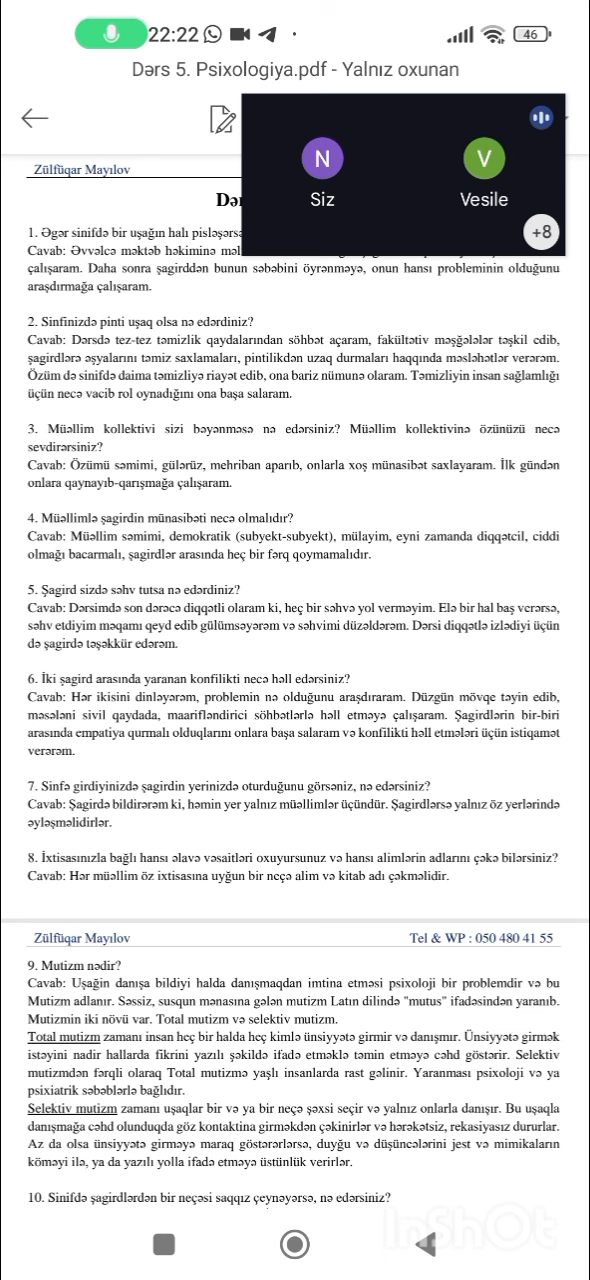 22:22
46
Dərs 5. Psixologiya.pdf - Yalnız oxunan
N
V
Siz
Vesile
+8
Zülfüqar Mayılov
1. Əgər sinifdə bir uşağın halı pisləşərsə
Cavab: Əvvəlcə məktəb həkiminə
çalışaram. Daha sonra şagirddən bunun səbəbini öyrənməyə, onun hansı probleminin olduğunu
araşdırmağa çalışaram.
2. Sinfinizdə pinti uşaq olsa nə edərdiniz?
Cavab: Dərsdə tez-tez təmizlik qaydalarından söhbət açaram, fakültətiv məşğələlər təşkil edib,
şagirdlərə əşyalarını təmiz saxlamaları, pintilikdən uzaq durmaları haqqında məsləhətlər verərəm.
Özüm də sinifdə daima təmizliyə riayət edib, ona bariz nümunə olaram. Təmizliyin insan sağlamlığı
üçün necə vacib rol oynadığını ona başa salaram.
3. Müəllim kollektivi sizi bəyənməsə nə edərsiniz? Müəllim kollektivinə özünüzü necə
sevdirərsiniz?
Cavab: Özümü səmimi, gülərüz, mehriban aparıb, onlarla xoş münasibət saxlayaram. İlk gündən
onlara qaynayıb-qarışmağa çalışaram.
4. Müəllimlə şagirdin münasibəti necə olmalıdır?
Cavab: Müəllim səmimi, demokratik (subyekt-subyekt), mülayim, eyni zamanda diqqətcil, ciddi
olmağı bacarmalı, şagirdlər arasında heç bir fərq qoymamalıdır.
5. Şagird sizdə səhv tutsa nə edərdiniz?
Cavab: Dərsimdə son dərəcə diqqətli olaram ki, heç bir səhvə yol verməyim. Elə bir hal baş verərsə,
səhv etdiyim məqamı qeyd edib gülümsəyərəm və səhvimi düzəldərəm. Dərsi diqqətlə izlədiyi üçün
də şagirdə təşəkkür edərəm.
6. İki şagird arasında yaranan konfilikti necə həll edərsiniz?
Cavab: Hər ikisini dinləyərəm, problemin nə olduğunu araşdıraram. Düzgün mövqe təyin edib,
məsələni sivil qaydada, maarifləndirici söhbətlərlə həll etməyə çalışaram. Şagirdlərin bir-biri
arasında empatiya qurmalı olduqlarını onlara başa salaram və konfilikti həll etmələri üçün istiqamət
verərəm.
7. Sinfə girdiyinizdə şagirdin yerinizdə oturduğunu görsəniz, nə edərsiniz?
Cavab: Şagirdə bildirərəm ki, həmin yer yalnız müəllimlər üçündür. Şagirdlərsə yalnız öz yerlərində
əyləşməlidirlər.
8. İxtisasınızla bağlı hansı əlavə vəsaitləri oxuyursunuz və hansı alimlərin adlarını çəkə bilərsiniz?
Cavab: Hər müəllim öz ixtisasına uyğun bir neçə alim və kitab adı çəkməlidir.
Zülfüqar Mayılov Tel & WP : 050 480 41 55
9. Mutizm nədir?
Cavab: Uşağin danışa bildiyi halda danışmaqdan imtina etməsi psixoloji bir problemdir və bu
Mutizm adlanır. Səssiz, susqun mənasına gələn mutizm Latın dilində "mutus" ifadəsindən yaranıb.
Mutizmin iki növü var. Total mutizm və selektiv mutizm.
Total mutizm zamanı insan heç bir halda heç kimlə ünsiyyətə girmir və danışmır. Ünsiyyətə girmək
istəyini nadir hallarda fikrini yazılı şəkildə ifadə etməklə təmin etməyə cəhd göstərir. Selektiv
mutizmdən fərqli olaraq Total mutizmə yaşlı insanlarda rast gəlinir. Yaranması psixoloji və ya
psixiatrik səbəblərlə bağlıdır.
Selektiv mutizm zamanı uşaqlar bir və ya bir neçə şəxsi seçir və yalnız onlarla danışır. Bu uşaqla
danışmağa cəhd olunduqda göz kontaktina girməkdən çəkinirlər və hərəkətsiz, rekasiyasız dururlar.
Az da olsa ünsiyyətə girməyə maraq göstərərlərsə, duyğu və düşüncələrini jest və mimikaların
köməyi ilə, ya da yazılı yolla ifadə etməyə üstünlük verirlər.
10. Sinifdə şagirdlərdən bir neçəsi saqqız çeynəyərsə, nə edərsiniz?
InShOt